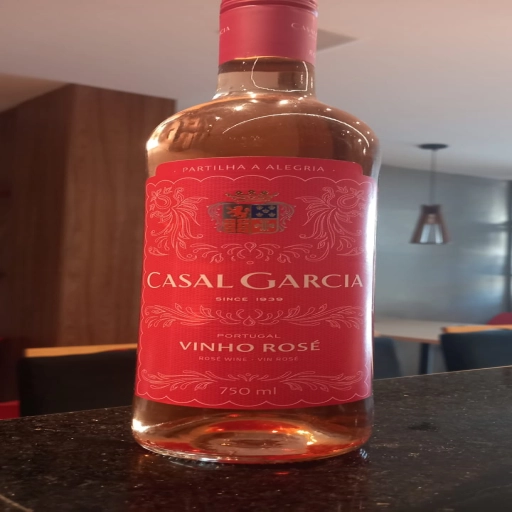 PARTILHA A ALEGRIA
CASAL GARCIA
SINCE 1939
PORTUGAL
VINHO ROSÉ
ROSÉ WINE - VIN ROSÉ
750 ml